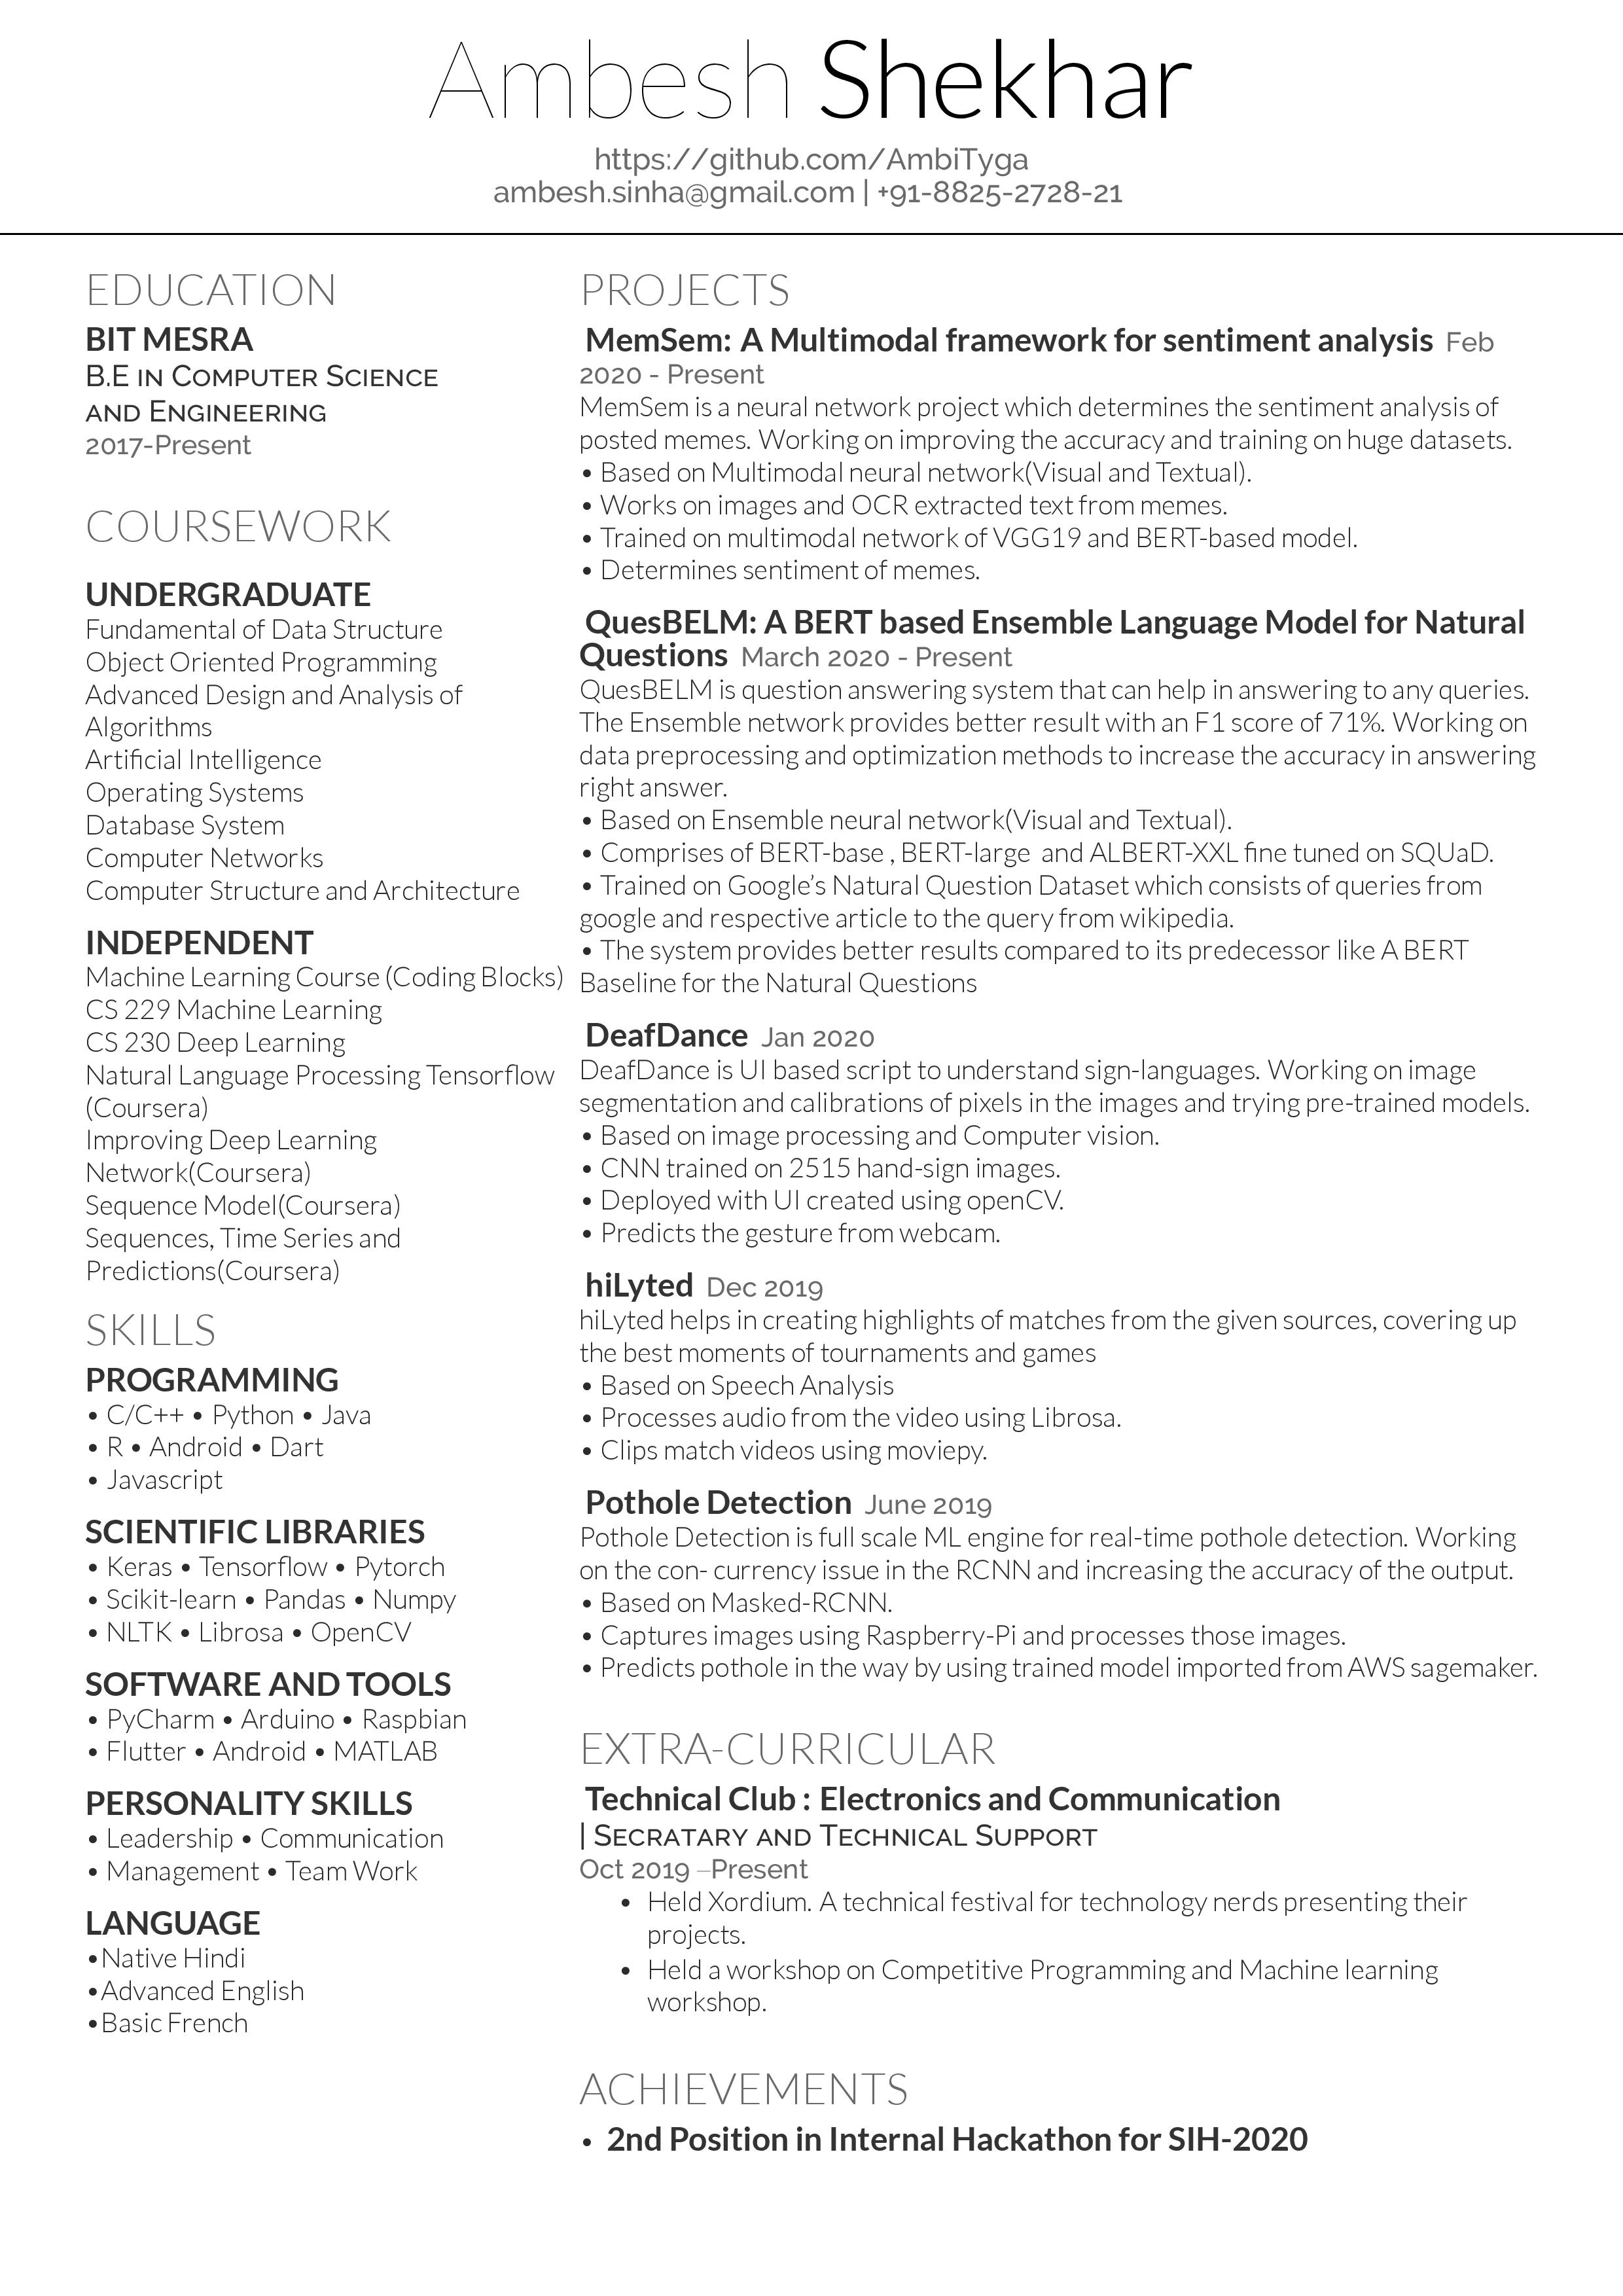 Ambesh Shekhar
https://github.com/AmbiTyga
ambesh.sinha@gmail.com | +91-8825-2728-21
EDUCATION
BIT MESRA
B.E in Computer Science
and Engineering
2017-Present
COURSEWORK
UNDERGRADUATE
Fundamental of Data Structure
Object Oriented Programming
Advanced Design and Analysis of
Algorithms
Artificial Intelligence
Operating Systems
Database System
Computer Networks
Computer Structure and Architecture
INDEPENDENT
Machine Learning Course (Coding Blocks)
CS 229 Machine Learning
CS 230 Deep Learning
Natural Language Processing Tensorflow
(Coursera)
Improving Deep Learning
Network(Coursera)
Sequence Model(Coursera)
Sequences, Time Series and
Predictions(Coursera)
SKILLS
PROGRAMMING
• C/C++ • Python • Java
• R • Android • Dart
• Javascript
SCIENTIFIC LIBRARIES
• Keras • Tensorflow • Pytorch
• Scikit-learn • Pandas • Numpy
• NLTK • Librosa • OpenCV
SOFTWARE AND TOOLS
• PyCharm • Arduino • Raspbian
• Flutter • Android • MATLAB
PERSONALITY SKILLS
• Leadership • Communication
• Management • Team Work
LANGUAGE
•Native Hindi
•Advanced English
•Basic French
PROJECTS
MemSem: A Multimodal framework for sentiment analysis Feb
2020 - Present
MemSem is a neural network project which determines the sentiment analysis of
posted memes. Working on improving the accuracy and training on huge datasets.
• Based on Multimodal neural network(Visual and Textual).
• Works on images and OCR extracted text from memes.
• Trained on multimodal network of VGG19 and BERT-based model.
• Determines sentiment of memes.
QuesBELM: A BERT based Ensemble Language Model for Natural
Questions March 2020 - Present
QuesBELM is question answering system that can help in answering to any queries.
The Ensemble network provides better result with an F1 score of 71%. Working on
data preprocessing and optimization methods to increase the accuracy in answering
right answer.
• Based on Ensemble neural network(Visual and Textual).
• Comprises of BERT-base , BERT-large and ALBERT-XXL fine tuned on SQUaD.
• Trained on Google’s Natural Question Dataset which consists of queries from
google and respective article to the query from wikipedia.
• The system provides better results compared to its predecessor like A BERT
Baseline for the Natural Questions
DeafDance Jan 2020
DeafDance is UI based script to understand sign-languages. Working on image
segmentation and calibrations of pixels in the images and trying pre-trained models.
• Based on image processing and Computer vision.
• CNN trained on 2515 hand-sign images.
• Deployed with UI created using openCV.
• Predicts the gesture from webcam.
hiLyted Dec 2019
hiLyted helps in creating highlights of matches from the given sources, covering up
the best moments of tournaments and games
• Based on Speech Analysis
• Processes audio from the video using Librosa.
• Clips match videos using moviepy.
Pothole Detection June 2019
Pothole Detection is full scale ML engine for real-time pothole detection. Working
on the con- currency issue in the RCNN and increasing the accuracy of the output.
• Based on Masked-RCNN.
• Captures images using Raspberry-Pi and processes those images.
• Predicts pothole in the way by using trained model imported from AWS sagemaker.
EXTRA-CURRICULAR
Technical Club : Electronics and Communication
| Secratary and Technical Support
Oct 2019 –Present
• Held Xordium. A technical festival for technology nerds presenting their
projects.
• Held a workshop on Competitive Programming and Machine learning
workshop.
ACHIEVEMENTS
• 2nd Position in Internal Hackathon for SIH-2020